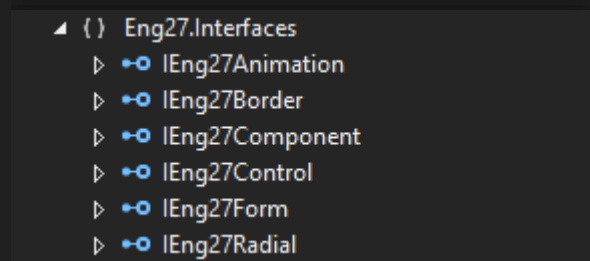 { } Eng27.Interfaces
IEng27Animation
IEng27Border
IEng27Component
IEng27Control
IEng27Form
IEng27Radial